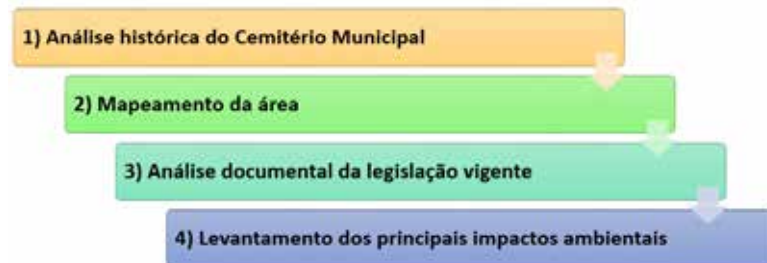 1) Análise histórica do Cemitério Municipal
2) Mapeamento da área
3) Análise documental da legislação vigente
4) Levantamento dos principais impactos ambientais